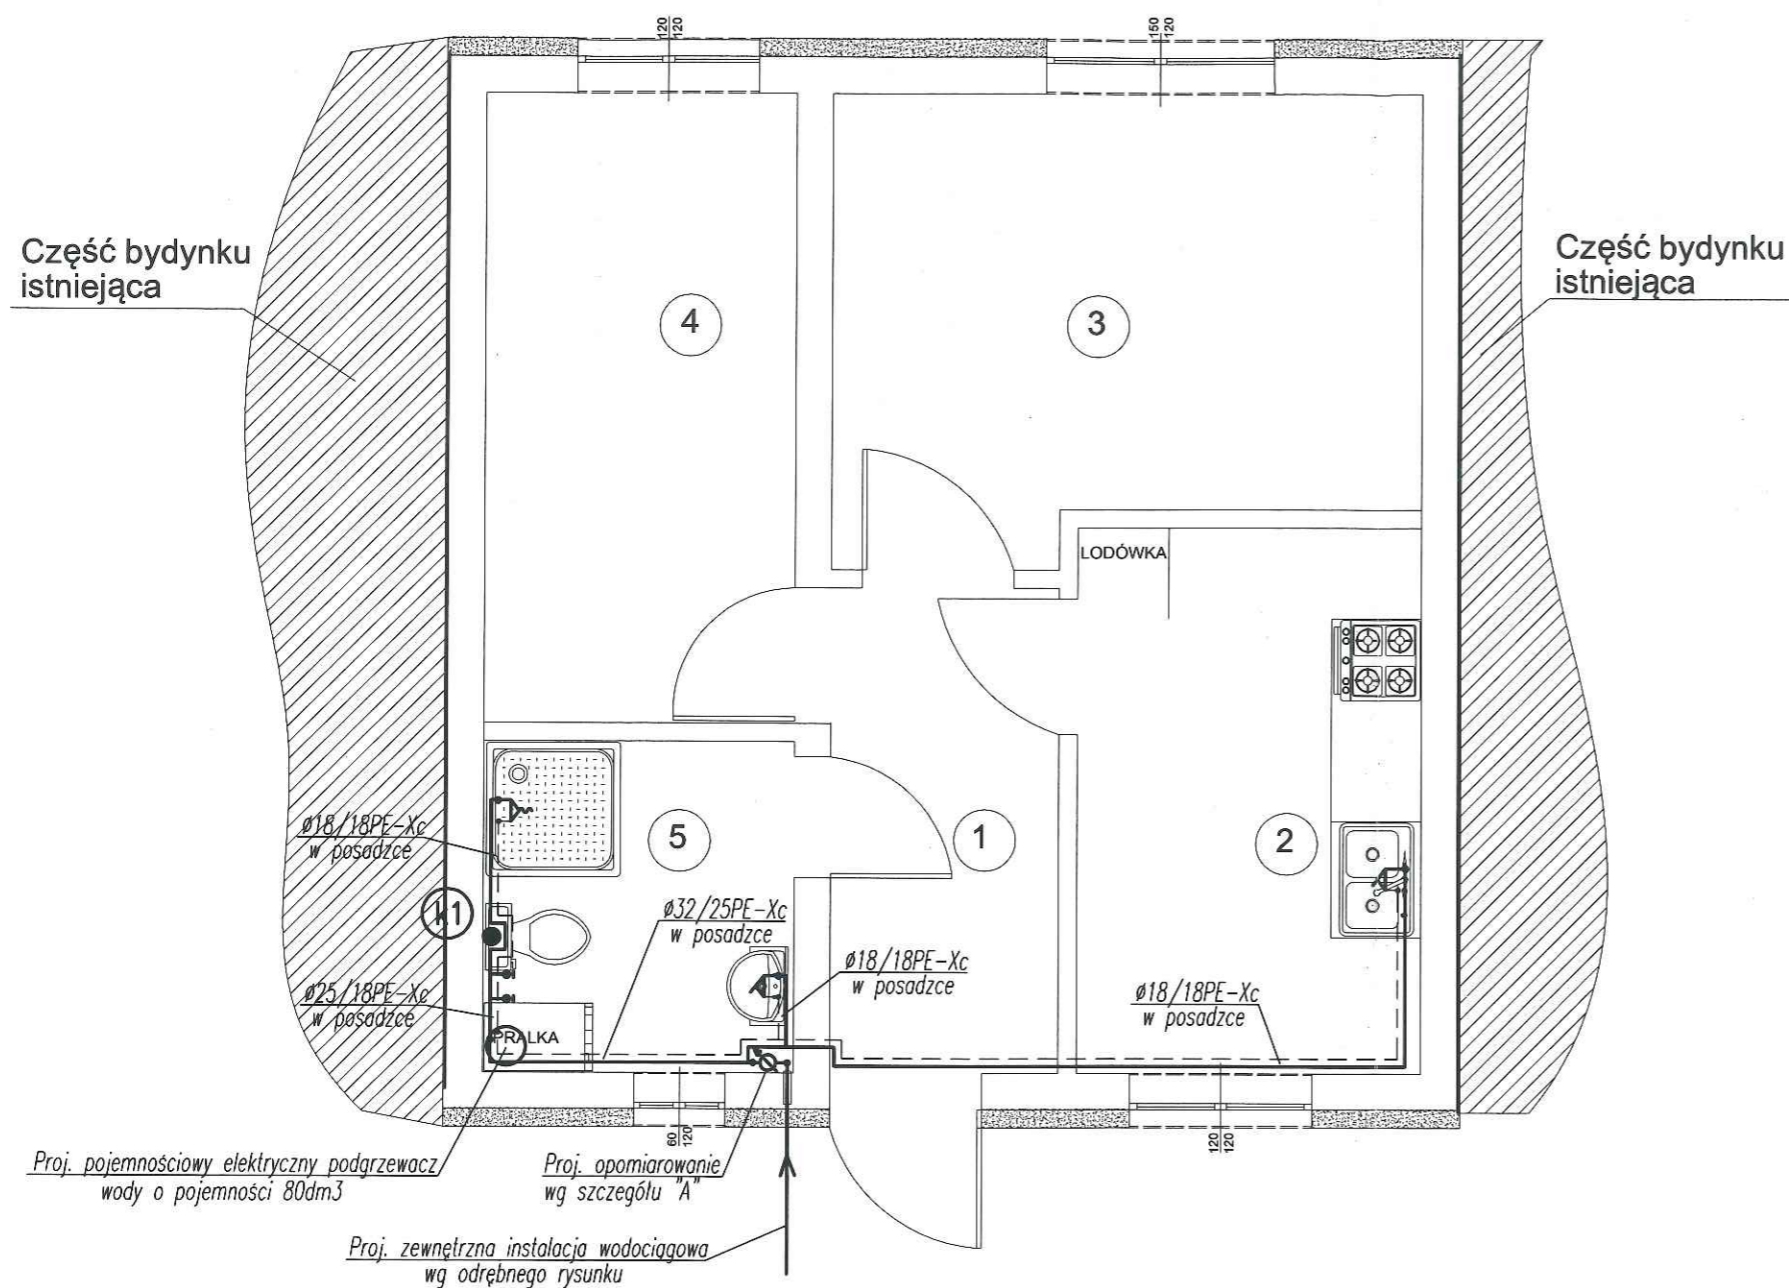 120
120
150
120
Część bydynku
istniejąca
Część bydynku
istniejąca
4
3
LODÓWKA
ø18/18PE-Xc
w posadzce
5
1
2
k1
ø32/25PE-Xc
w posadzce
ø18/18PE-Xc
w posadzce
ø25/18PE-Xc
w posadzce
ø18/18PE-Xc
w posadzce
PRALKA
60
120
120
120
Proj. pojemnościowy elektryczny podgrzewacz
wody o pojemności 80dm3
Proj. opomiarowanie
wg szczegółu "A"
Proj. zewnętrzna instalacja wodociągowa
wg odrębnego rysunku